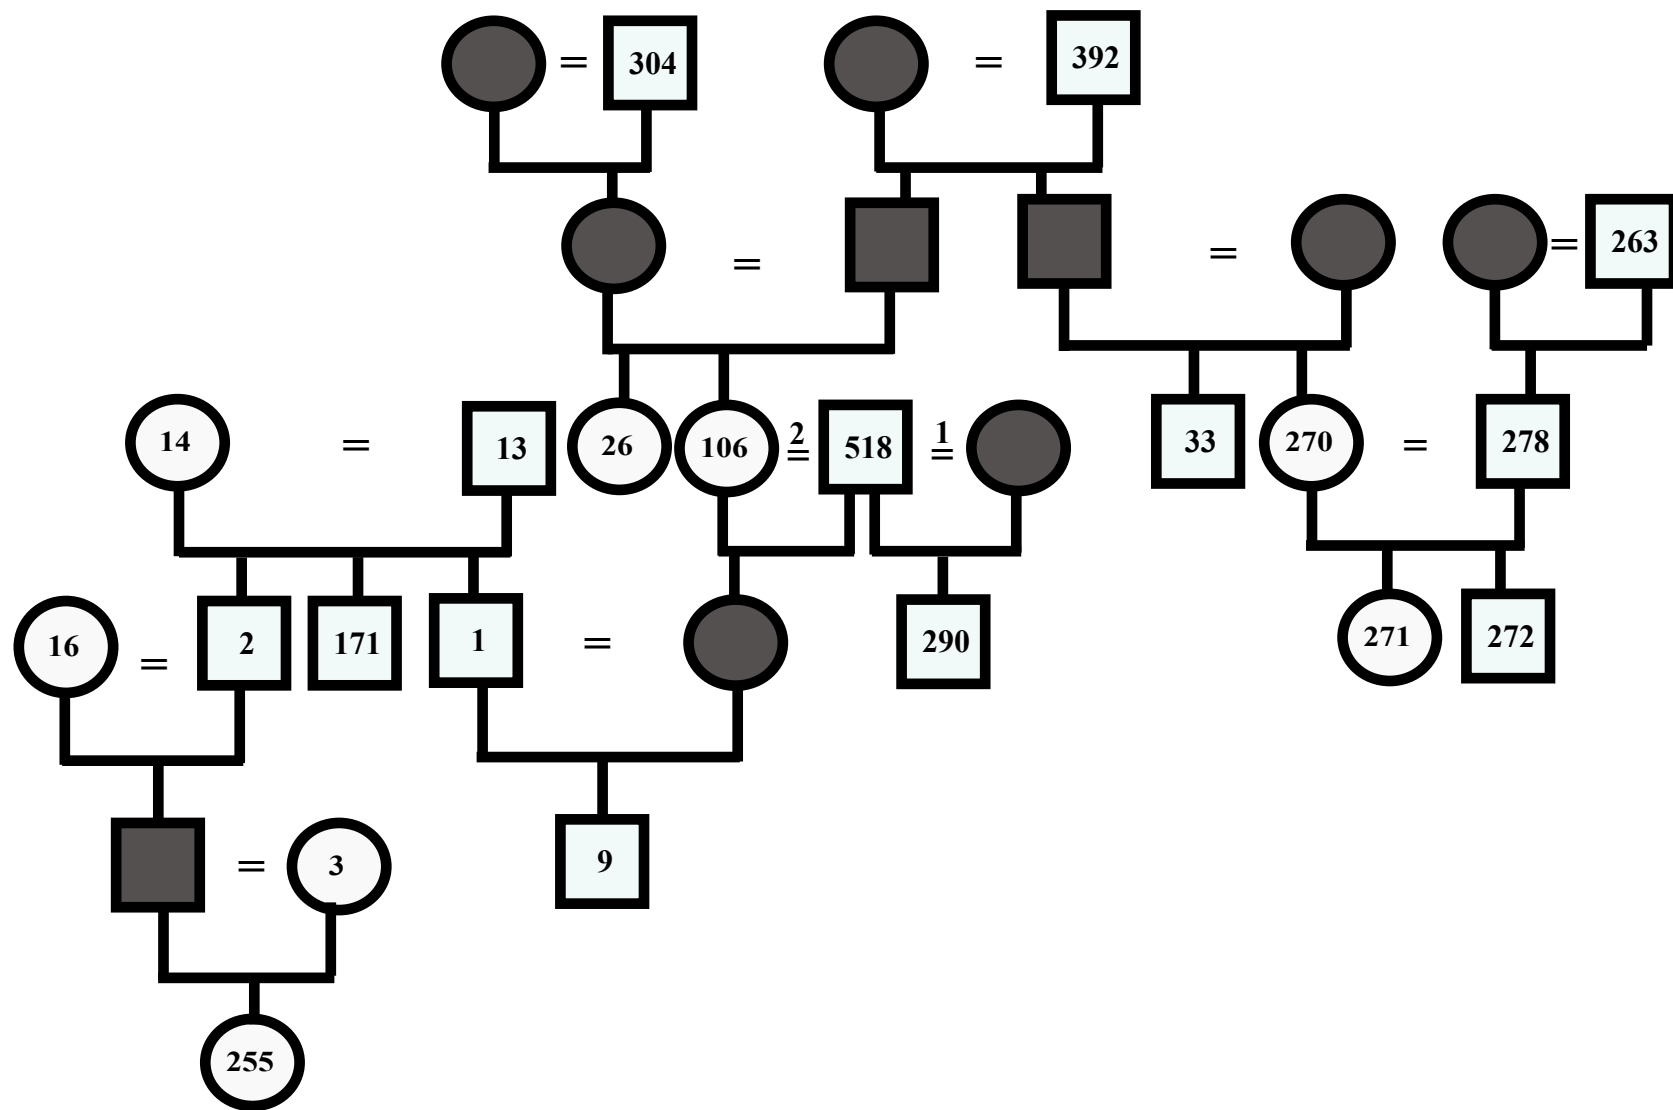 = 304 = 392
= = = 263
14 = 13 26 106 2= 518 1= 33 270 = 278
16 = 2 171 1 = 290 271 272
= 3 9
255